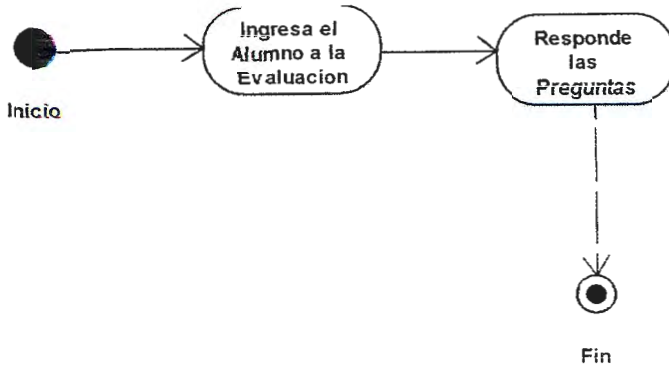 Inicio
Ingresa el
Alumno a la
Evaluacion
Responde
las
Preguntas
Fin